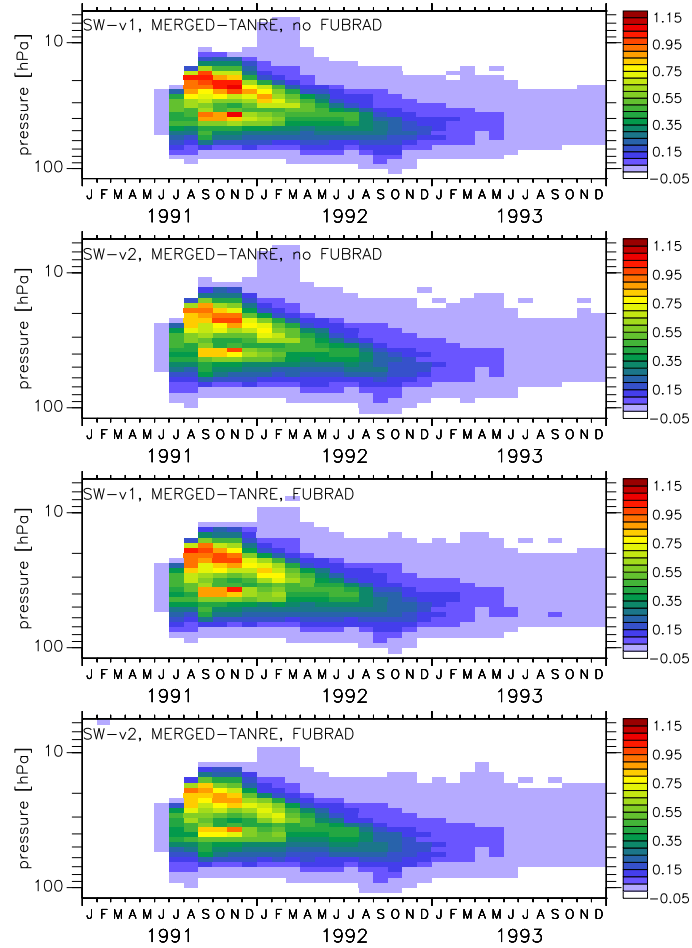 SW-v1, MERGED-TANRE, no FUBRAD
pressure [hPa]
10
100
1.15
0.95
0.75
0.55
0.35
0.15
−0.05
J F M A M J J A S O N D J F M A M J J A S O N D J F M A M J J A S O N D
1991 1992 1993
SW-v2, MERGED-TANRE, no FUBRAD
pressure [hPa]
10
100
1.15
0.95
0.75
0.55
0.35
0.15
−0.05
J F M A M J J A S O N D J F M A M J J A S O N D J F M A M J J A S O N D
1991 1992 1993
SW-v1, MERGED-TANRE, FUBRAD
pressure [hPa]
10
100
1.15
0.95
0.75
0.55
0.35
0.15
−0.05
J F M A M J J A S O N D J F M A M J J A S O N D J F M A M J J A S O N D
1991 1992 1993
SW-v2, MERGED-TANRE, FUBRAD
pressure [hPa]
10
100
1.15
0.95
0.75
0.55
0.35
0.15
−0.05
J F M A M J J A S O N D J F M A M J J A S O N D J F M A M J J A S O N D
1991 1992 1993